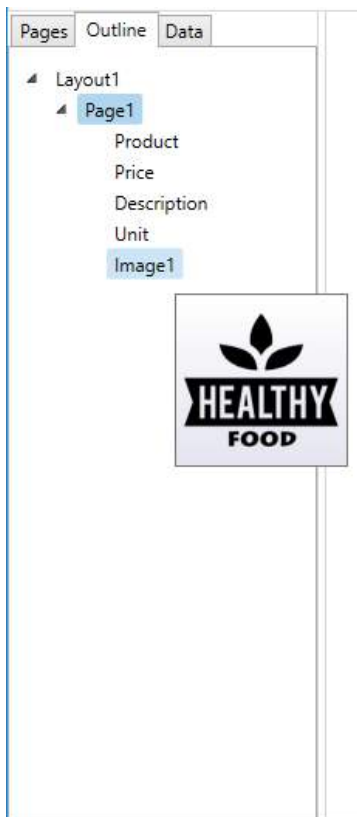 Pages Outline Data
Layout1
Page1
Product
Price
Description
Unit
Image1
HEALTHY
FOOD